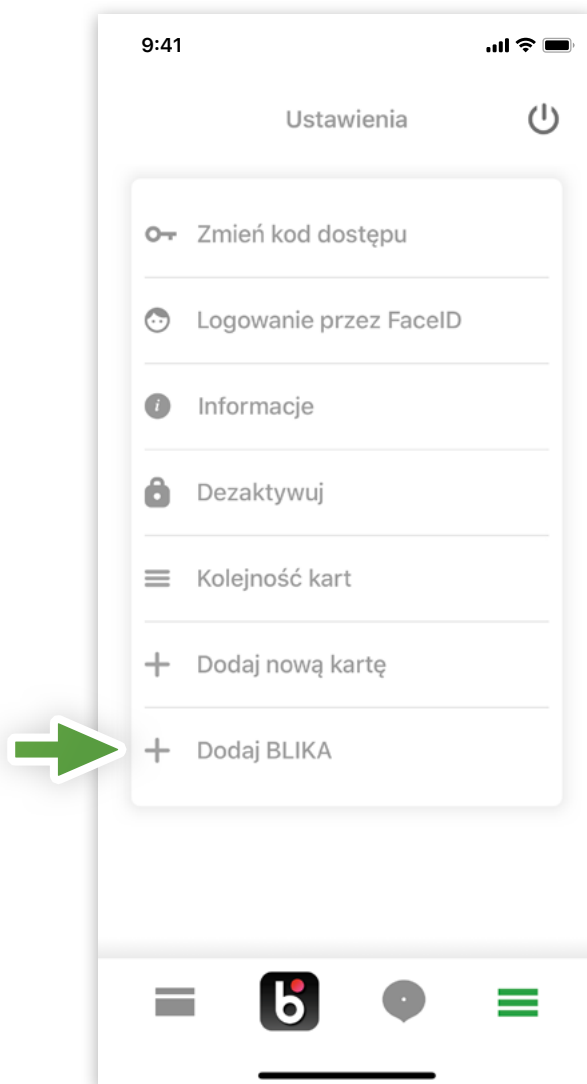 9:41
Ustawienia
Zmień kod dostępu
Logowanie przez FaceID
Informacje
Dezaktywuj
Kolejność kart
Dodaj nową kartę
Dodaj BLIKA
b